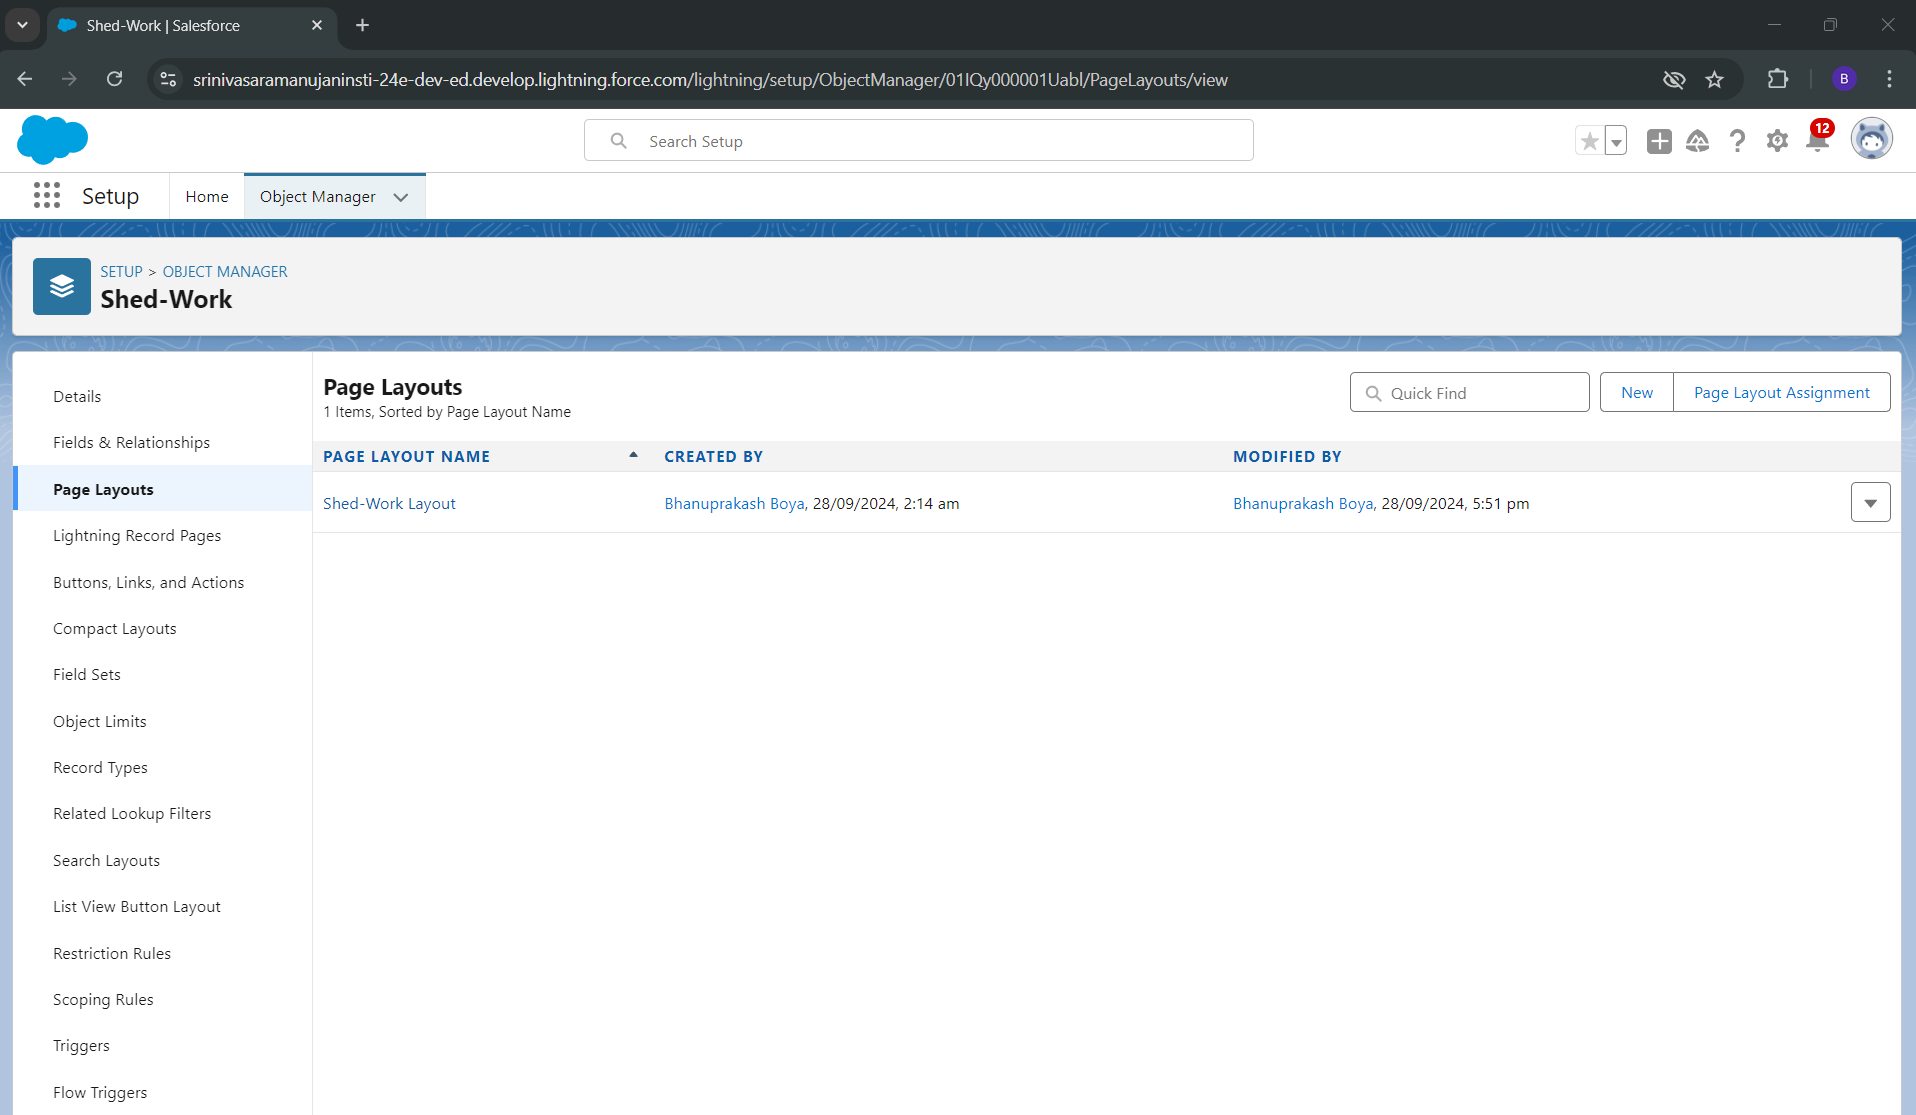 Shed-Work | Salesforce
srinivasaramanujaninsti-24e-dev-ed.develop.lightning.force.com/lightning/setup/ObjectManager/01IQy000001Uabl/PageLayouts/view
B
Search Setup
12
Setup
Home
Object Manager
SETUP > OBJECT MANAGER
Shed-Work
Details
Fields & Relationships
Page Layouts
Lightning Record Pages
Buttons, Links, and Actions
Compact Layouts
Field Sets
Object Limits
Record Types
Related Lookup Filters
Search Layouts
List View Button Layout
Restriction Rules
Scoping Rules
Triggers
Flow Triggers
Page Layouts
1 Items, Sorted by Page Layout Name
Quick Find
New
Page Layout Assignment
PAGE LAYOUT NAME CREATED BY MODIFIED BY
Shed-Work Layout Bhanuprakash Boya, 28/09/2024, 2:14 am Bhanuprakash Boya, 28/09/2024, 5:51 pm